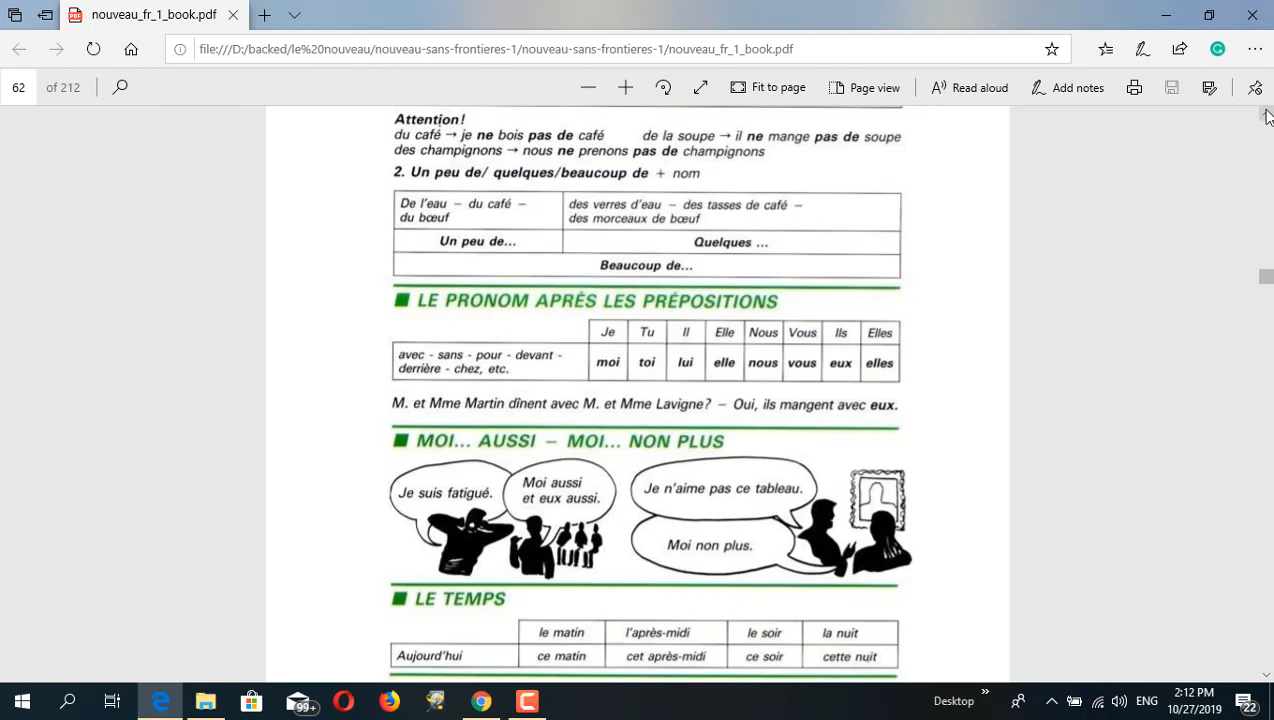 nouveau_fr_1_book.pdf
file:///D:/backed/le%20nouveau/nouveau-sans-frontieres-1/nouveau-sans-frontieres-1/nouveau_fr_1_book.pdf
62 of 212
Fit to page
Page view
Read aloud
Add notes
Attention!
du café → je ne bois pas de café de la soupe → il ne mange pas de soupe
des champignons → nous ne prenons pas de champignons
2. Un peu de/ quelques/beaucoup de + nom
De l'eau – du café – des verres d'eau – des tasses de café –
du bœuf des morceaux de bœuf
Un peu de... Quelques ...
Beaucoup de...
LE PRONOM APRÈS LES PRÉPOSITIONS
Je Tu Il Elle Nous Vous Ils Elles
avec - sans - pour - devant -
derrière - chez, etc.
moi toi lui elle nous vous eux elles
M. et Mme Martin dînent avec M. et Mme Lavigne? – Oui, ils mangent avec eux.
MOI... AUSSI – MOI... NON PLUS
Je suis fatigué.
Moi aussi
et eux aussi.
Je n'aime pas ce tableau.
Moi non plus.
LE TEMPS
le matin l'après-midi le soir la nuit
Aujourd'hui ce matin cet après-midi ce soir cette nuit
99+
Desktop
ENG
2:12 PM
10/27/2019
22